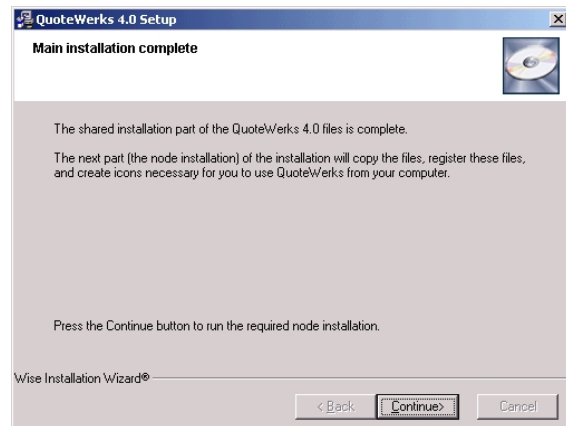 QuoteWerks 4.0 Setup
Main installation complete
The shared installation part of the QuoteWerks 4.0 files is complete.
The next part (the node installation) of the installation will copy the files, register these files,
and create icons necessary for you to use QuoteWerks from your computer.
Press the Continue button to run the required node installation.
Wise Installation Wizard®
< Back Continue> Cancel